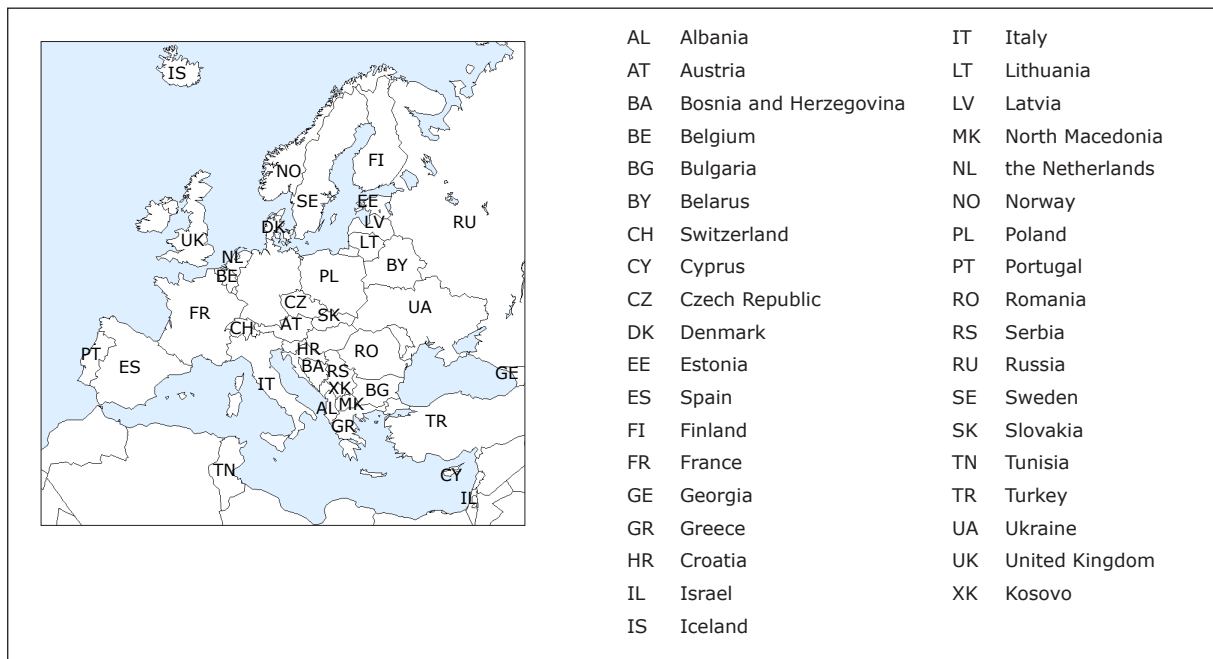 IS
FI
NO
SE
EE
RU
DK
LV
LT
UK
NL
BE
BY
PL
CZ
UA
FR
SK
AT
CH
HR
RO
PT
BA
RS
ES
GE
IT
XK
BG
MK
AL
TR
GR
TN
CY
IL
AL Albania
AT Austria
BA Bosnia and Herzegovina
BE Belgium
BG Bulgaria
BY Belarus
CH Switzerland
CY Cyprus
CZ Czech Republic
DK Denmark
EE Estonia
ES Spain
FI Finland
FR France
GE Georgia
GR Greece
HR Croatia
IL Israel
IS Iceland
IT Italy
LT Lithuania
LV Latvia
MK North Macedonia
NL the Netherlands
NO Norway
PL Poland
PT Portugal
RO Romania
RS Serbia
RU Russia
SE Sweden
SK Slovakia
TN Tunisia
TR Turkey
UA Ukraine
UK United Kingdom
XK Kosovo